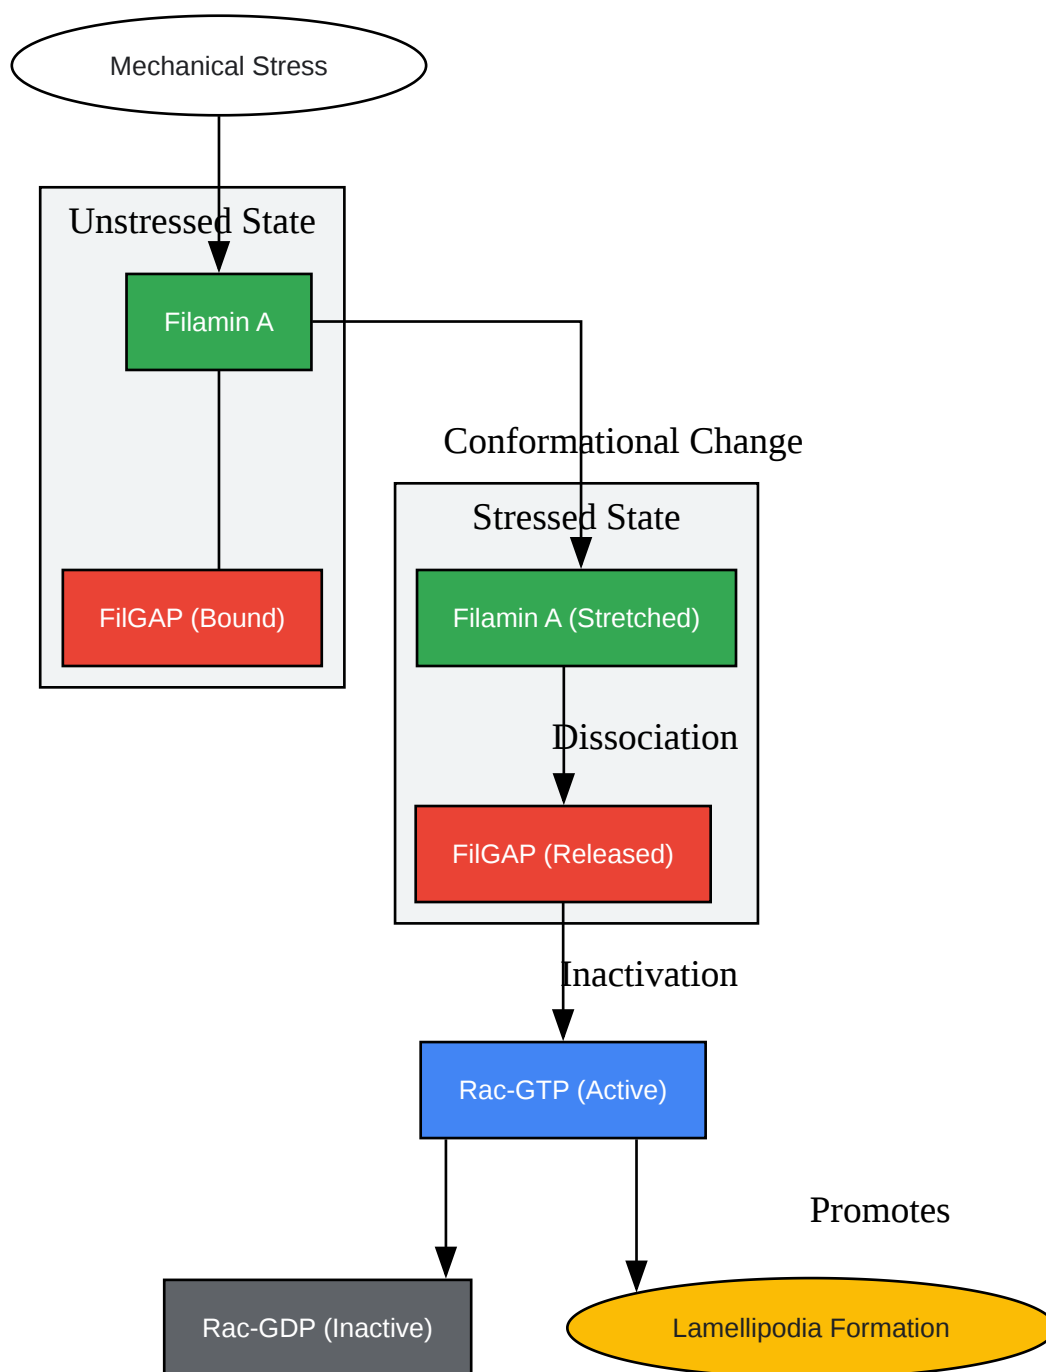 Mechanical Stress
Unstressed State
Filamin A
Conformational Change
Stressed State
FilGAP (Bound)
Filamin A (Stretched)
Dissociation
FilGAP (Released)
Inactivation
Rac-GTP (Active)
Promotes
Rac-GDP (Inactive)
Lamellipodia Formation